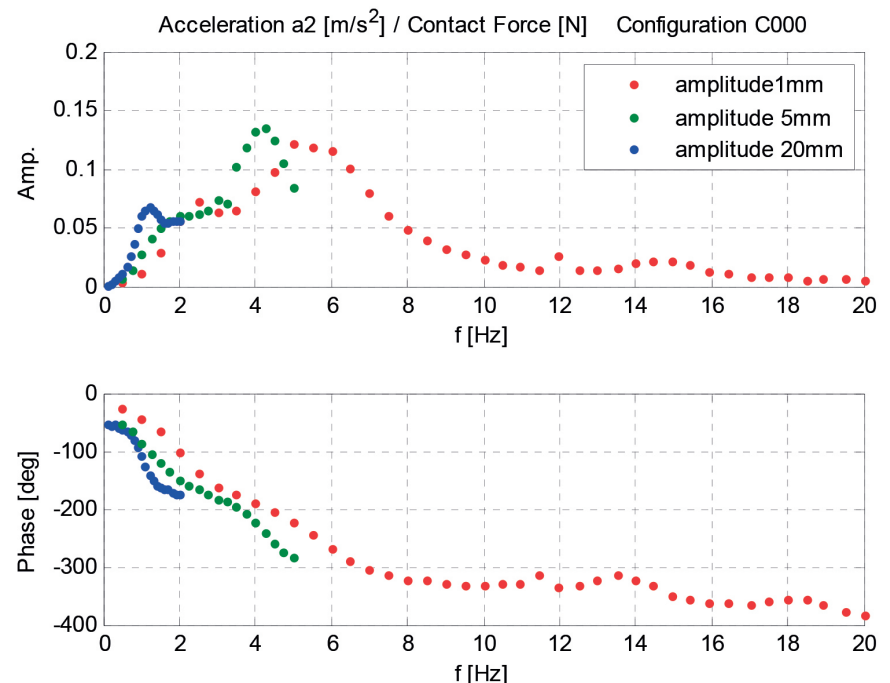 Acceleration a2 [m/s²] / Contact Force [N] Configuration C000
0.2
0.15
0.1
0.05
0
Amp.
amplitude1mm
amplitude 5mm
amplitude 20mm
0 2 4 6 8 10 12 14 16 18 20
f [Hz]
0
-100
-200
-300
-400
Phase [deg]
0 2 4 6 8 10 12 14 16 18 20
f [Hz]